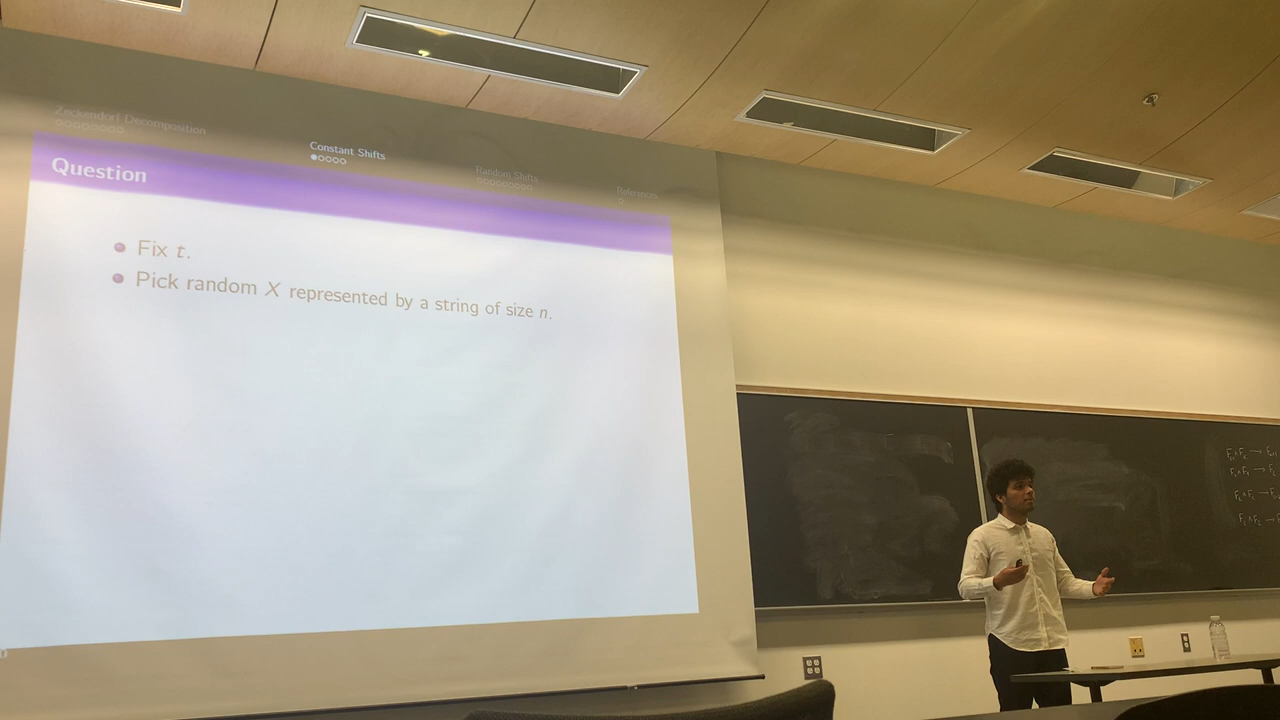 Zeckendorf Decomposition
Constant Shifts
Random Shifts
References
Question
Fix t.
Pick random X represented by a string of size n.